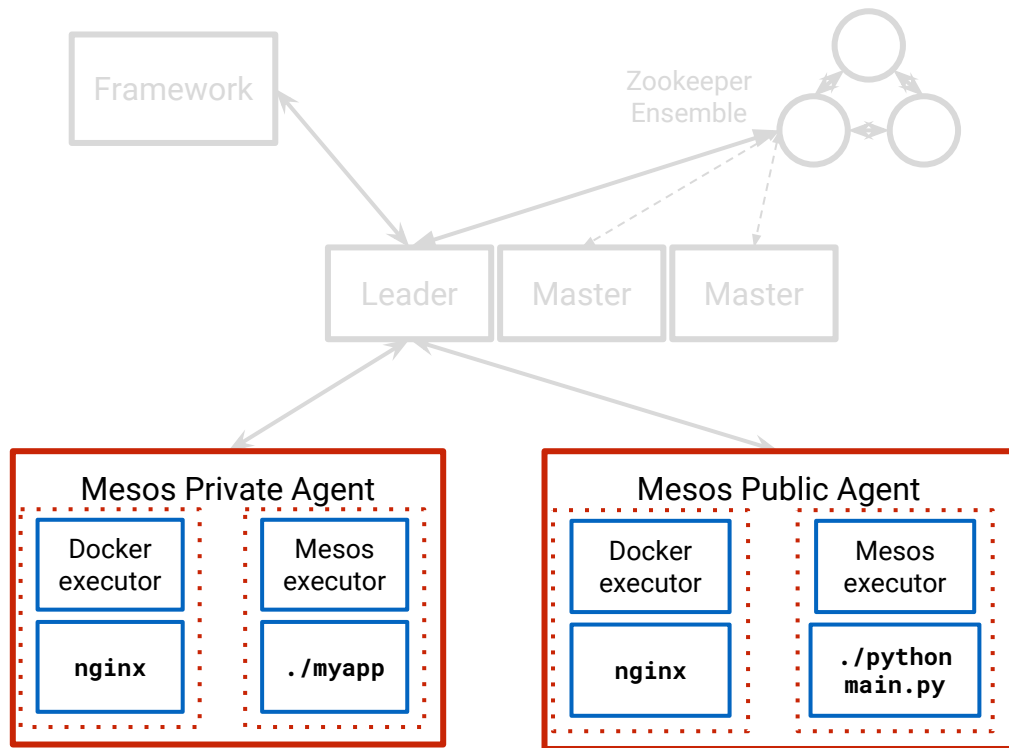 Framework
Zookeeper
Ensemble
Leader
Master
Master
Mesos Private Agent
Docker
executor
Mesos
executor
nginx
./myapp
Mesos Public Agent
Docker
executor
Mesos
executor
nginx
./python
main.py